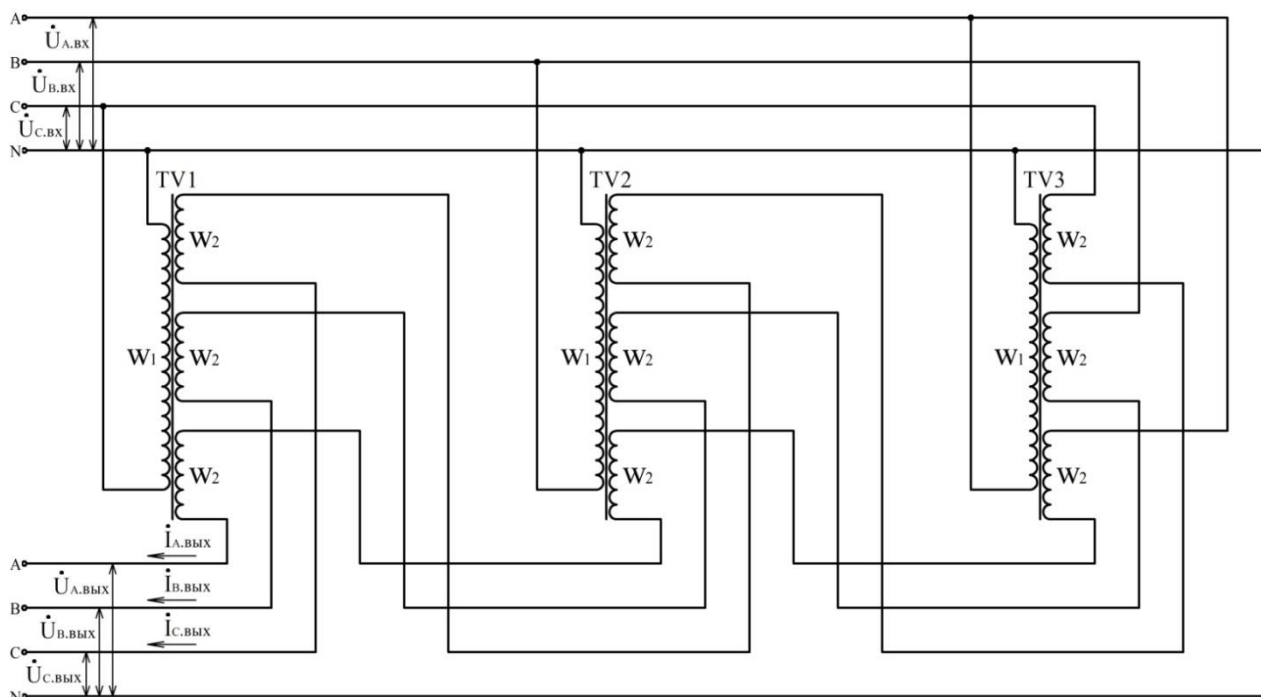 A
U̇A.вх
B
U̇B.вх
C
U̇C.вх
N
TV1 TV2 TV3
W2 W2 W2
W1 W2 W1 W2 W1 W2
W2 W2 W2
İA.вых
A
U̇A.вых
İB.вых
B
U̇B.вых
İC.вых
C
U̇C.вых
N